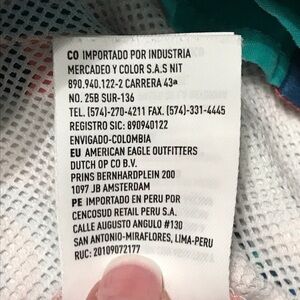 CO IMPORTADO POR INDUSTRIA
MERCADEO Y COLOR S.A.S NIT
890.940.122-2 CARRERA 43ª
NO. 25B SUR-136
TEL. (574)-270-4211 FAX. (574)-331-4445
REGISTRO SIC: 890940122
ENVIGADO-COLOMBIA
EU AMERICAN EAGLE OUTFITTERS
DUTCH OP CO B.V.
PRINS BERNHARDPLEIN 200
1097 JB AMSTERDAM
PE IMPORTADO EN PERU POR
CENCOSUD RETAIL PERU S.A.
CALLE AUGUSTO ANGULO #130
SAN ANTONIO-MIRAFLORES, LIMA-PERU
RUC: 20109072177